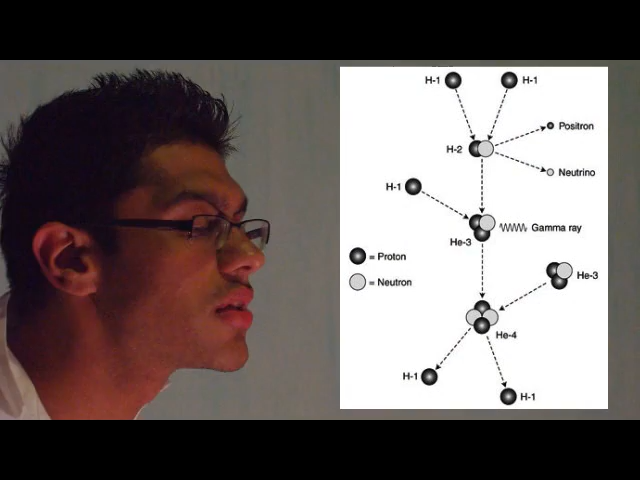 H-1 H-1
H-2 Positron
Neutrino
H-1
He-3 Gamma ray
= Proton He-3
= Neutron
He-4
H-1
H-1